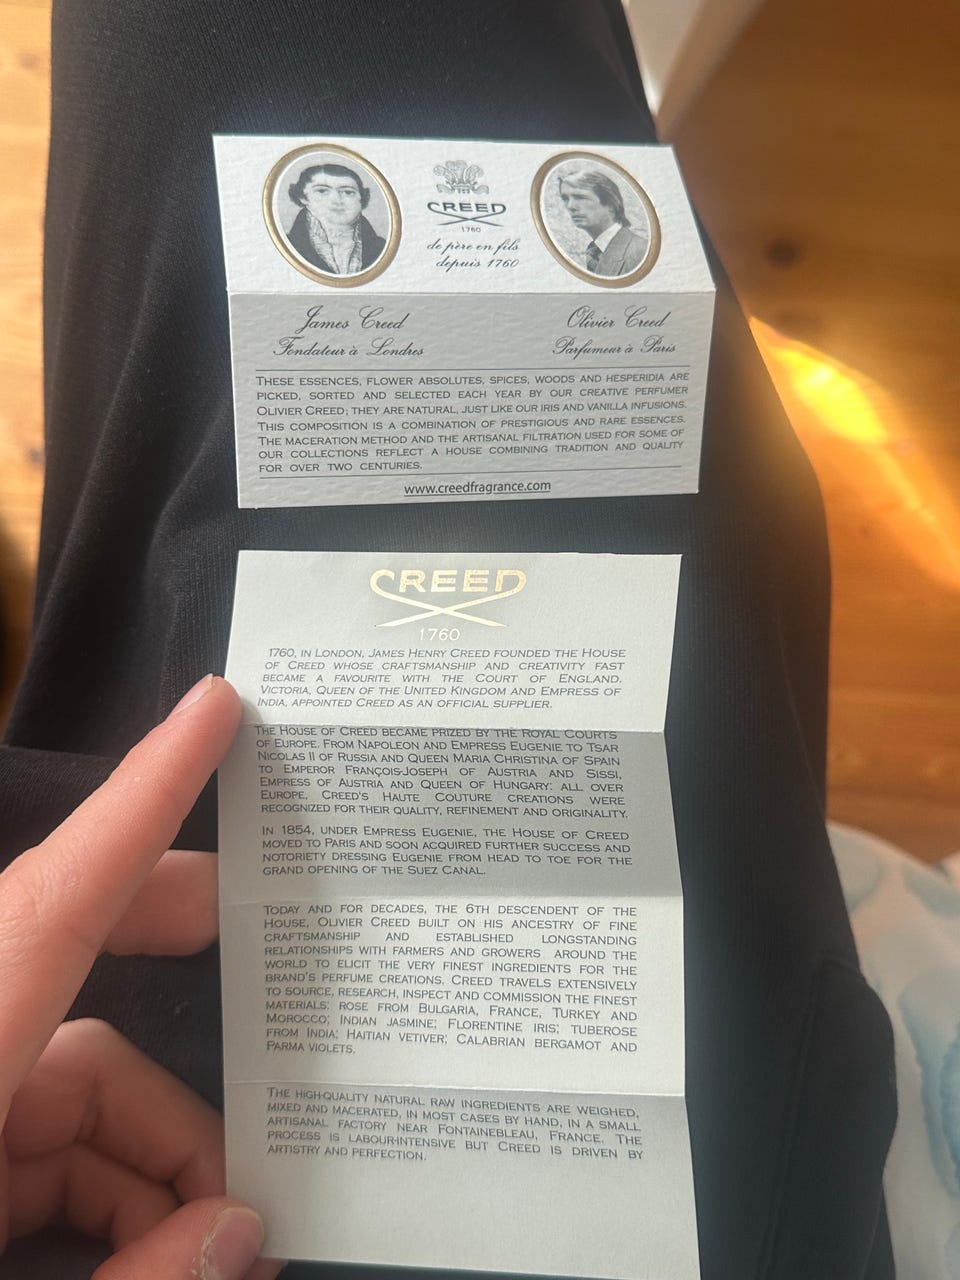 CREED
1760
de père en fils
depuis 1760
James Creed
Fondateur à Londres
Olivier Creed
Parfumeur à Paris
THESE ESSENCES, FLOWER ABSOLUTES, SPICES, WOODS AND HESPERIDIA ARE
PICKED, SORTED AND SELECTED EACH YEAR BY OUR CREATIVE PERFUMER
OLIVIER CREED; THEY ARE NATURAL, JUST LIKE OUR IRIS AND VANILLA INFUSIONS.
THIS COMPOSITION IS A COMBINATION OF PRESTIGIOUS AND RARE ESSENCES.
THE MACERATION METHOD AND THE ARTISANAL FILTRATION USED FOR SOME OF
OUR COLLECTIONS REFLECT A HOUSE COMBINING TRADITION AND QUALITY
FOR OVER TWO CENTURIES.
www.creedfragrance.com
CREED
1760
1760, IN LONDON, JAMES HENRY CREED FOUNDED THE HOUSE
OF CREED WHOSE CRAFTSMANSHIP AND CREATIVITY FAST
BECAME A FAVOURITE WITH THE COURT OF ENGLAND.
VICTORIA, QUEEN OF THE UNITED KINGDOM AND EMPRESS OF
INDIA, APPOINTED CREED AS AN OFFICIAL SUPPLIER.
THE HOUSE OF CREED BECAME PRIZED BY THE ROYAL COURTS
OF EUROPE. FROM NAPOLEON AND EMPRESS EUGENIE TO TSAR
NICOLAS II OF RUSSIA AND QUEEN MARIA CHRISTINA OF SPAIN
TO EMPEROR FRANÇOIS-JOSEPH OF AUSTRIA AND SISSI,
EMPRESS OF AUSTRIA AND QUEEN OF HUNGARY: ALL OVER
EUROPE, CREED'S HAUTE COUTURE CREATIONS WERE
RECOGNIZED FOR THEIR QUALITY, REFINEMENT AND ORIGINALITY.
IN 1854, UNDER EMPRESS EUGENIE, THE HOUSE OF CREED
MOVED TO PARIS AND SOON ACQUIRED FURTHER SUCCESS AND
NOTORIETY DRESSING EUGENIE FROM HEAD TO TOE FOR THE
GRAND OPENING OF THE SUEZ CANAL.
TODAY AND FOR DECADES, THE 6TH DESCENDENT OF THE
HOUSE, OLIVIER CREED BUILT ON HIS ANCESTRY OF FINE
CRAFTSMANSHIP AND ESTABLISHED LONGSTANDING
RELATIONSHIPS WITH FARMERS AND GROWERS AROUND THE
WORLD TO ELICIT THE VERY FINEST INGREDIENTS FOR THE
BRAND'S PERFUME CREATIONS. CREED TRAVELS EXTENSIVELY
TO SOURCE, RESEARCH, INSPECT AND COMMISSION THE FINEST
MATERIALS: ROSE FROM BULGARIA, FRANCE, TURKEY AND
MOROCCO; INDIAN JASMINE; FLORENTINE IRIS; TUBEROSE
FROM INDIA; HAITIAN VETIVER; CALABRIAN BERGAMOT AND
PARMA VIOLETS.
THE HIGH-QUALITY NATURAL RAW INGREDIENTS ARE WEIGHED,
MIXED AND MACERATED, IN MOST CASES BY HAND, IN A SMALL
ARTISANAL FACTORY NEAR FONTAINEBLEAU, FRANCE. THE
PROCESS IS LABOUR-INTENSIVE BUT CREED IS DRIVEN BY
ARTISTRY AND PERFECTION.